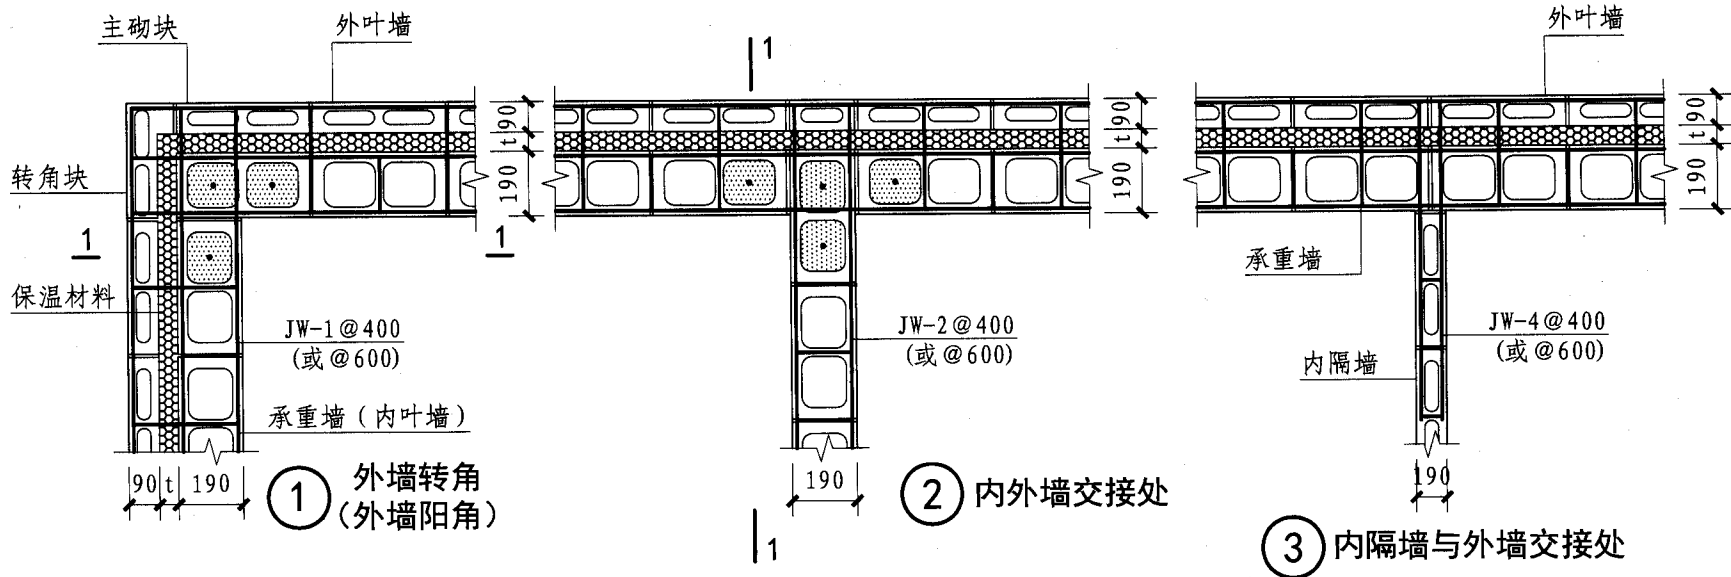 主砌块
外叶墙
转角块
1
1
保温材料
JW-1@400
(或@600)
承重墙（内叶墙）
90
t
190
90
t
190
1 外墙转角
（外墙阳角）
1
90
t
190
JW-2@400
(或@600)
190
2 内外墙交接处
1
外叶墙
90
t
190
承重墙
JW-4@400
(或@600)
内隔墙
190
3 内隔墙与外墙交接处